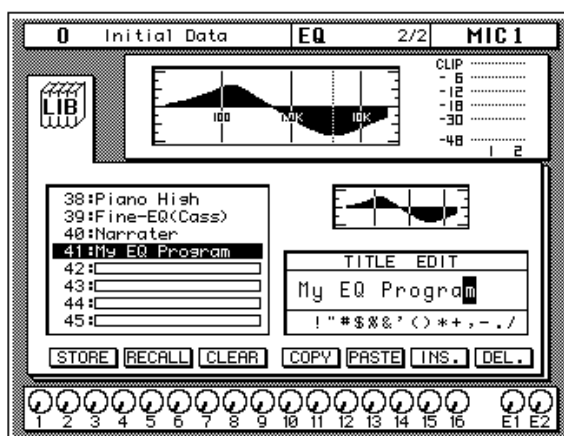 0 Initial Data EQ 2/2 MIC 1
LIB
100 1.0K 10K
CLIP
- 6
-12
-18
-30
-48
1 2
38:Piano High
39:Fine-EQ(Cass)
40:Narrater
41:My EQ Program
42:
43:
44:
45:
TITLE EDIT
My EQ Program
!"#$%&'()*+,-./
STORE RECALL CLEAR COPY PASTE INS. DEL.
1 2 3 4 5 6 7 8 9 10 11 12 13 14 15 16 E1 E2